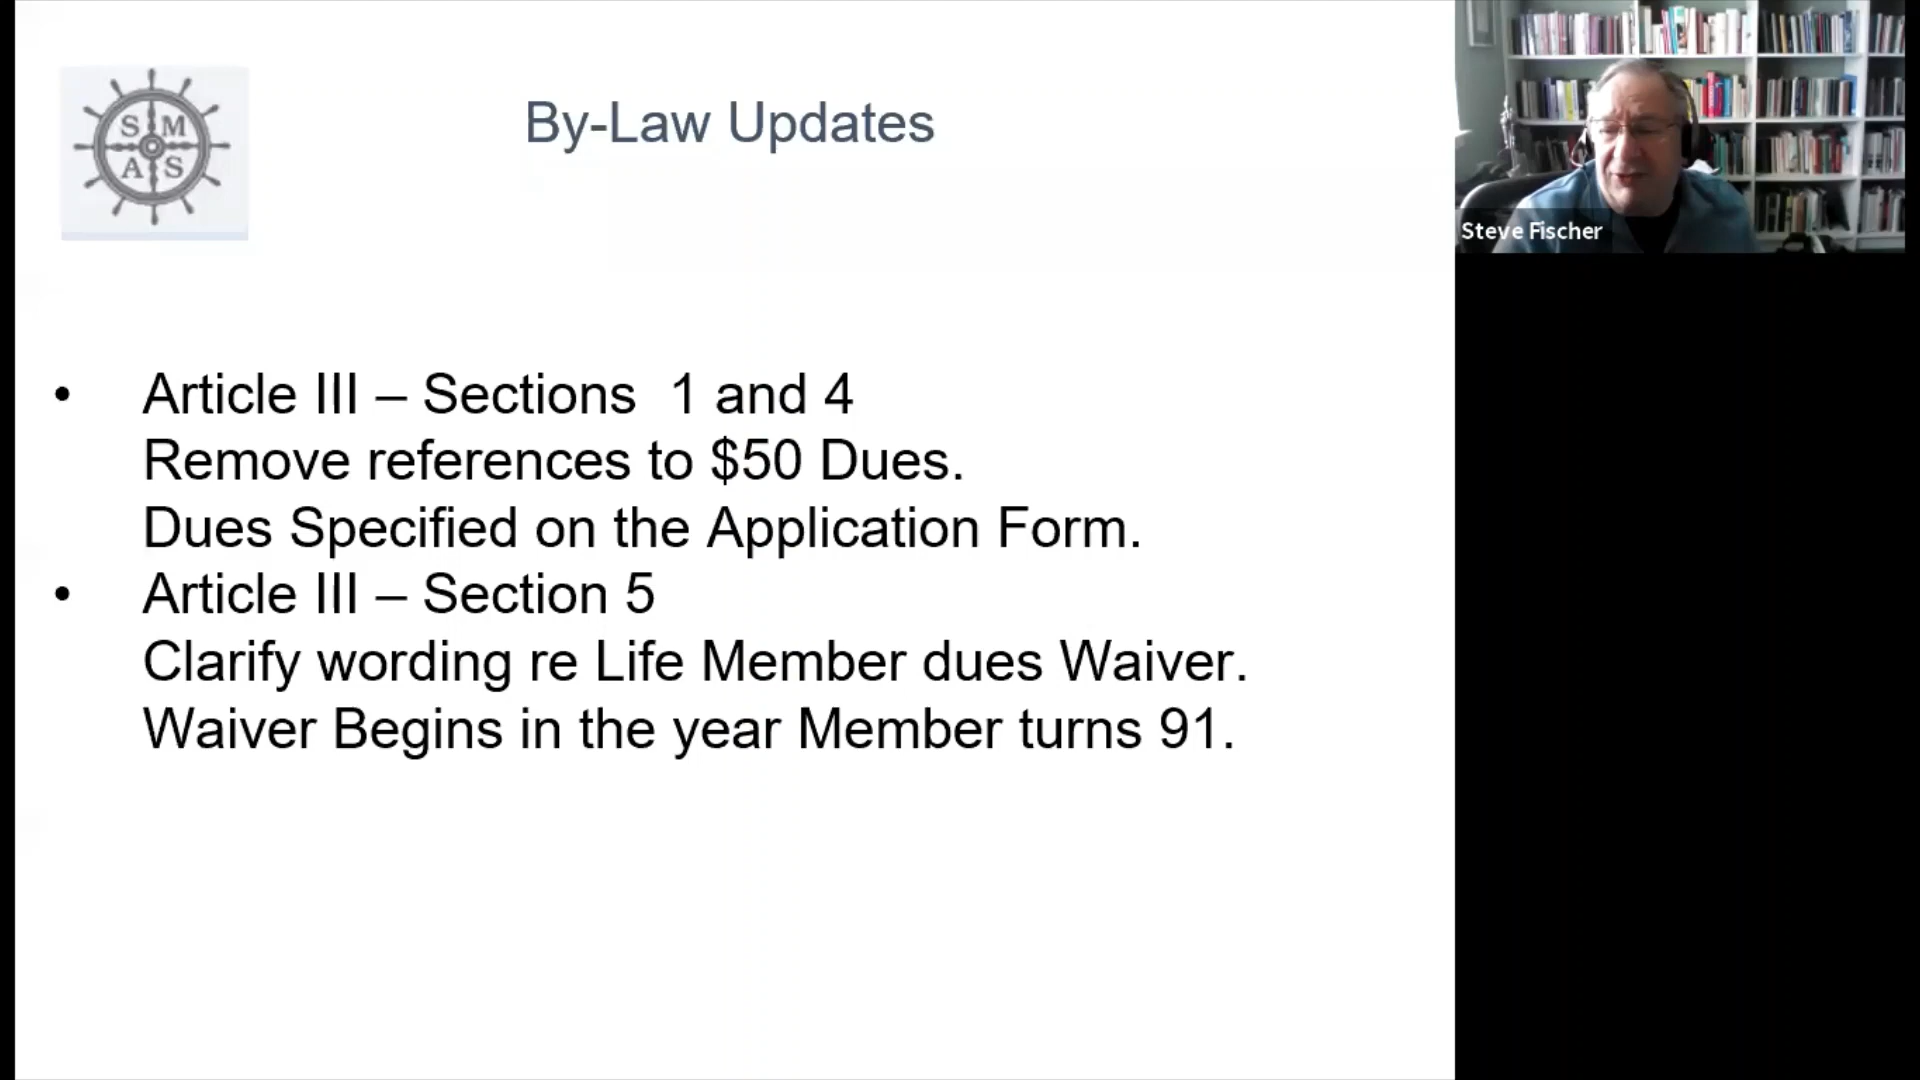 S M
A S
By-Law Updates
Steve Fischer
• Article III – Sections  1 and 4
Remove references to $50 Dues.
Dues Specified on the Application Form.
• Article III – Section 5
Clarify wording re Life Member dues Waiver.
Waiver Begins in the year Member turns 91.